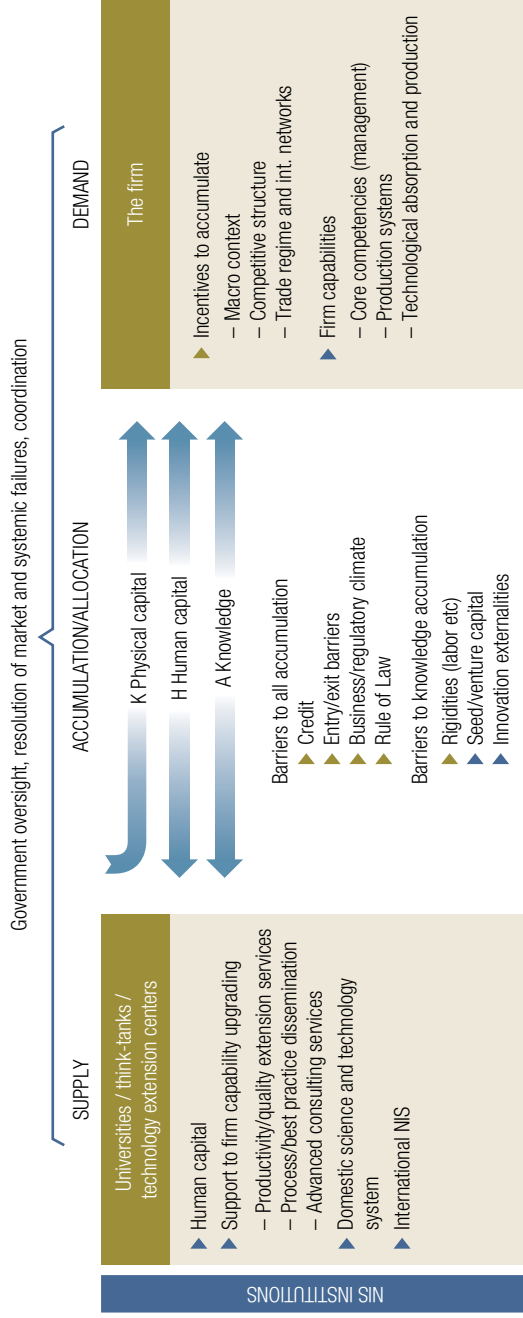 Government oversight, resolution of market and systemic failures, coordination
SUPPLY
ACCUMULATION/ALLOCATION
DEMAND
NIS INSTITUTIONS
Universities / think-tanks /
technology extension centers
Human capital
Support to firm capability upgrading
– Productivity/quality extension services
– Process/best practice dissemination
– Advanced consulting services
Domestic science and technology
system
International NIS
K Physical capital
H Human capital
A Knowledge
Barriers to all accumulation
Credit
Entry/exit barriers
Business/regulatory climate
Rule of Law
Barriers to knowledge accumulation
Rigidities (labor etc)
Seed/venture capital
Innovation externalities
The firm
Incentives to accumulate
– Macro context
– Competitive structure
– Trade regime and int. networks
Firm capabilities
– Core competencies (management)
– Production systems
– Technological absorption and production